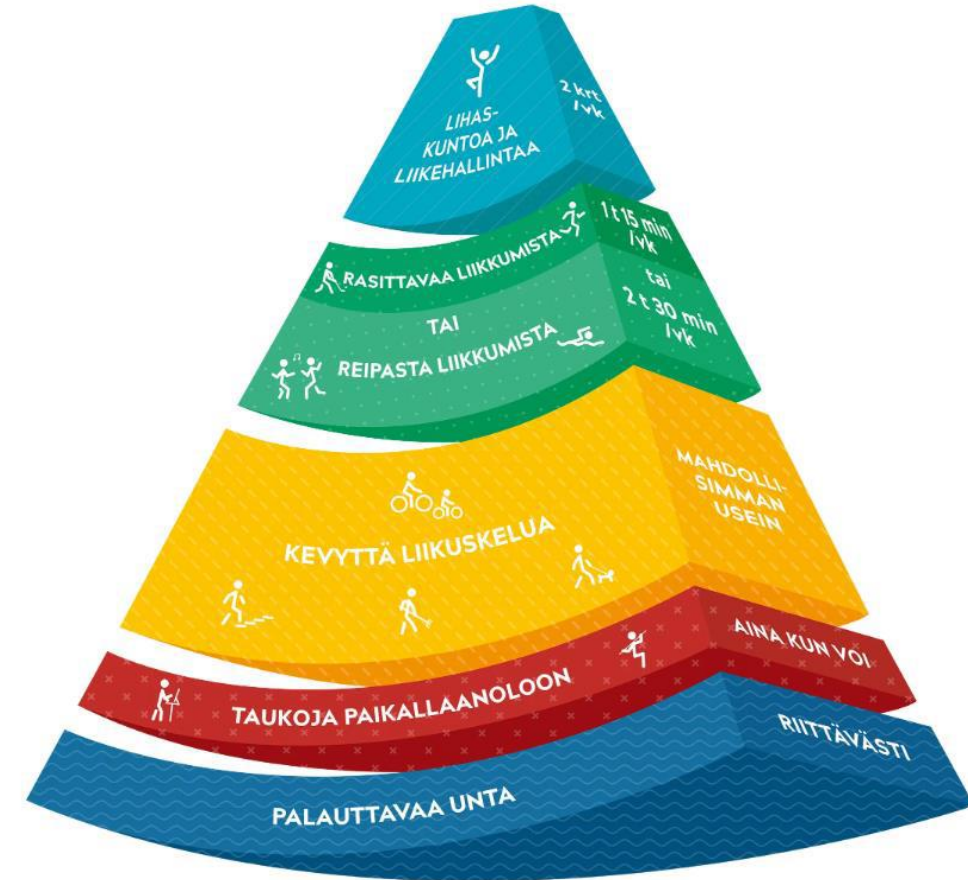 LIHAS-
KUNTOA JA
LIIKEHALLINTAA
2 krt
/vk
RASITTAVAA LIIKKUMISTA
1 t 15 min
/vk
TAI
tai
REIPASTA LIIKKUMISTA
2 t 30 min
/vk
KEVYTTÄ LIIKUSKELUA
MAHDOLLI-
SIMMAN
USEIN
TAUKOJA PAIKALLAANOLOON
AINA KUN VOI
PALAUTTAVAA UNTA
RIITTÄVÄSTI